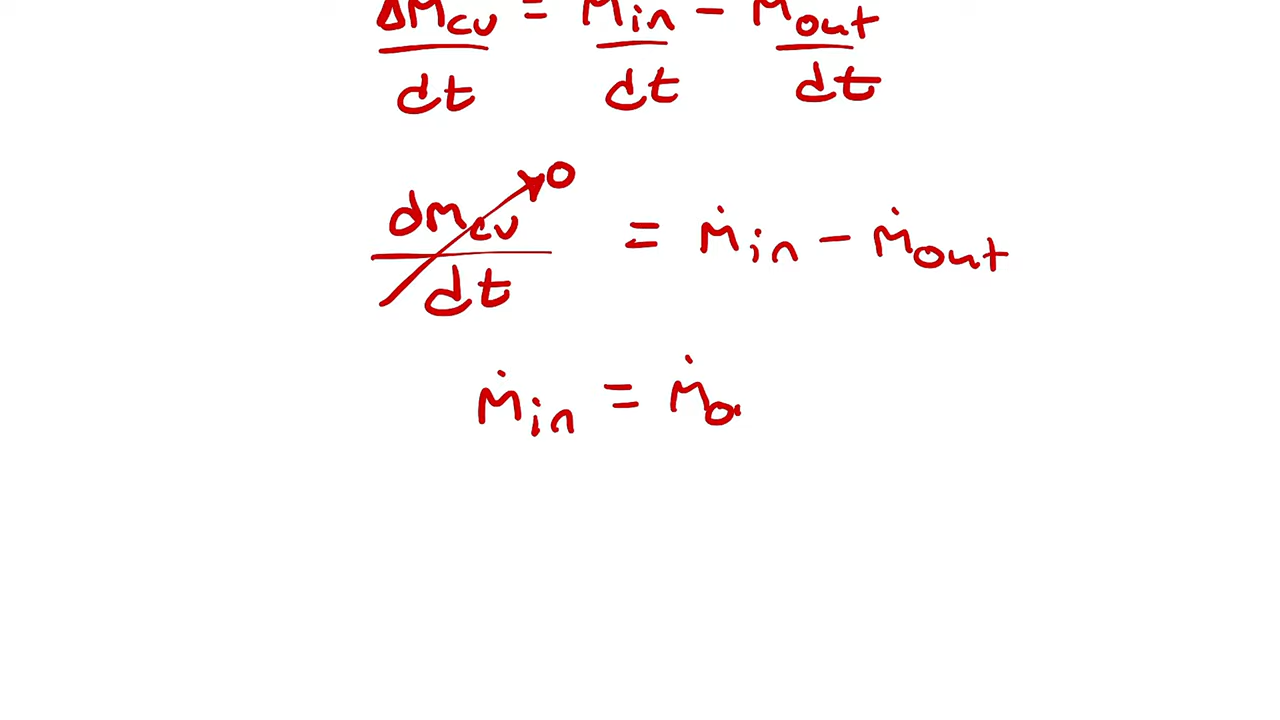 ΔMcv = Min - Mout
dt dt dt
dmcv 0 = ṁin - ṁout
dt
ṁin = ṁo